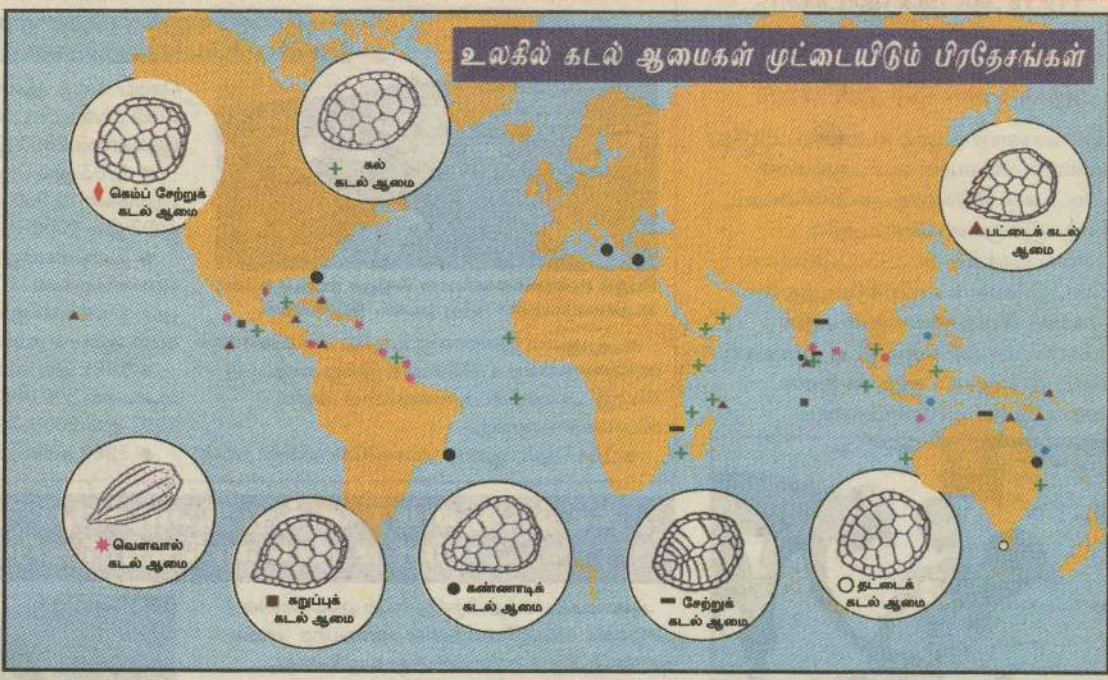 உலகில் கடல் ஆமைகள் முட்டையிடும் பிரதேசங்கள்
கெம்ப் சேற்றுக்
கடல் ஆமை
கல்
கடல் ஆமை
பட்டைக் கடல்
ஆமை
வெளவால்
கடல் ஆமை
கறுப்புக்
கடல் ஆமை
கண்ணாடிக்
கடல் ஆமை
சேற்றுக்
கடல் ஆமை
தட்டைக்
கடல் ஆமை